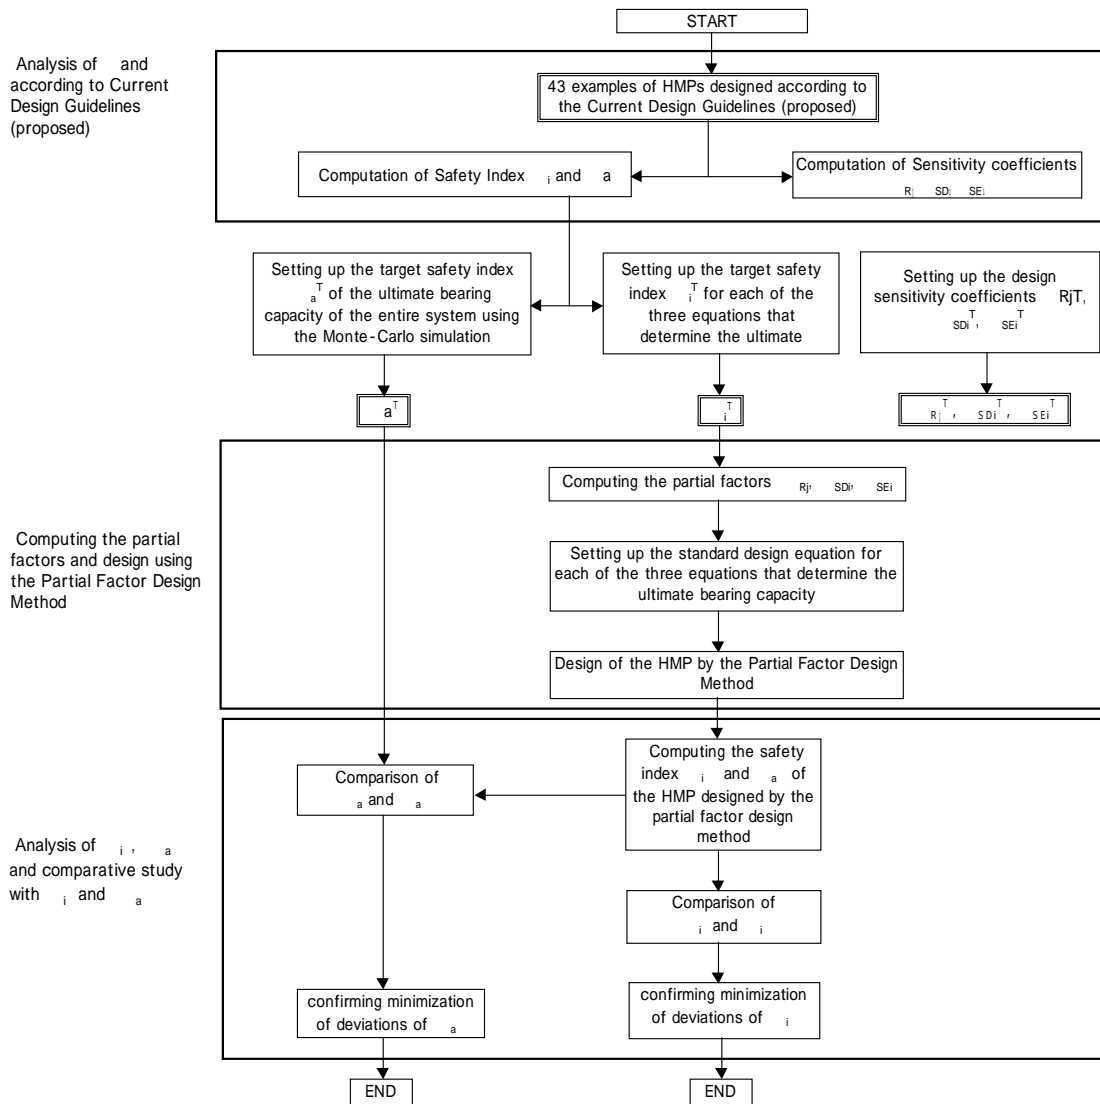 START
Analysis of and
according to Current
Design Guidelines
(proposed)
43 examples of HMPs designed according to
the Current Design Guidelines (proposed)
Computation of Safety Index i and a
Computation of Sensitivity coefficients
Rj SDi SEi
Setting up the target safety index
a T of the ultimate bearing
capacity of the entire system using
the Monte-Carlo simulation
Setting up the target safety
index i T for each of the
three equations that
determine the ultimate
Setting up the design
sensitivity coefficients RjT,
SDi T, SEi T
a T
i T
Rj T, SDi T, SEi T
Computing the partial
factors and design using
the Partial Factor Design
Method
Computing the partial factors Rj, SDi, SEi
Setting up the standard design equation for
each of the three equations that determine the
ultimate bearing capacity
Design of the HMP by the Partial Factor Design
Method
Analysis of i, a
and comparative study
with i and a
Comparison of
a and a
Computing the safety
index i and a of
the HMP designed by the
partial factor design
method
Comparison of
i and i
confirming minimization
of deviations of a
confirming minimization
of deviations of i
END
END